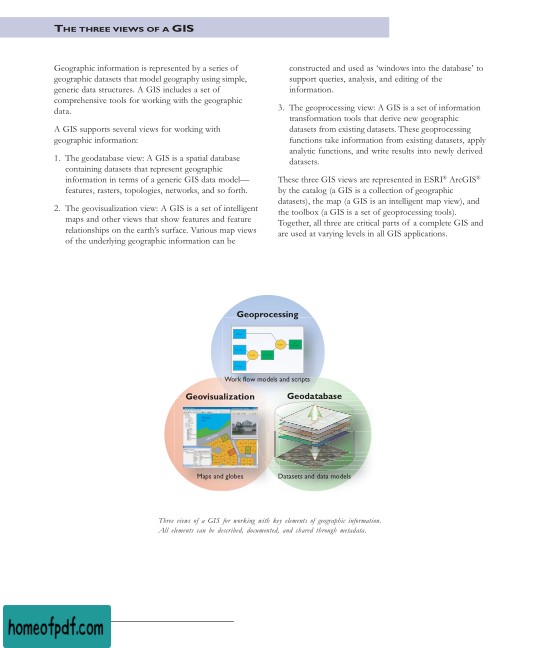 THE THREE VIEWS OF A GIS
Geographic information is represented by a series of
geographic datasets that model geography using simple,
generic data structures. A GIS includes a set of
comprehensive tools for working with the geographic
data.
A GIS supports several views for working with
geographic information:
1. The geodatabase view: A GIS is a spatial database
containing datasets that represent geographic
information in terms of a generic GIS data model—
features, rasters, topologies, networks, and so forth.
2. The geovisualization view: A GIS is a set of intelligent
maps and other views that show features and feature
relationships on the earth's surface. Various map views
of the underlying geographic information can be
constructed and used as 'windows into the database' to
support queries, analysis, and editing of the
information.
3. The geoprocessing view: A GIS is a set of information
transformation tools that derive new geographic
datasets from existing datasets. These geoprocessing
functions take information from existing datasets, apply
analytic functions, and write results into newly derived
datasets.
These three GIS views are represented in ESRI® ArcGIS®
by the catalog (a GIS is a collection of geographic
datasets), the map (a GIS is an intelligent map view), and
the toolbox (a GIS is a set of geoprocessing tools).
Together, all three are critical parts of a complete GIS and
are used at varying levels in all GIS applications.
Geoprocessing
Work flow models and scripts
Geovisualization
Maps and globes
Geodatabase
Datasets and data models
Three views of a GIS for working with key elements of geographic information.
All elements can be described, documented, and shared through metadata.
homeofpdf.com